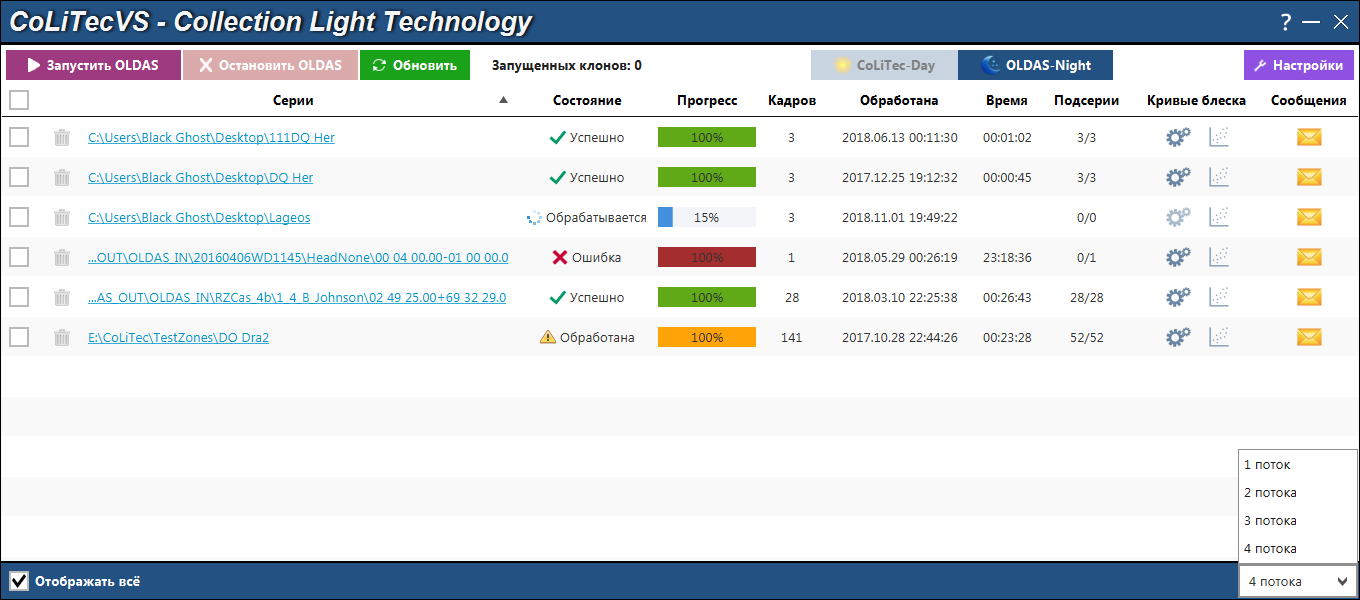 CoLiTecVS - Collection Light Technology ?
Запустить OLDAS Остановить OLDAS Обновить Запущенных клонов: 0 CoLiTec-Day OLDAS-Night Настройки
Серии Состояние Прогресс Кадров Обработана Время Подсерии Кривые блеска Сообщения
C:\Users\Black Ghost\Desktop\111DQ Her Успешно 100% 3 2018.06.13 00:11:30 00:01:02 3/3
C:\Users\Black Ghost\Desktop\DQ Her Успешно 100% 3 2017.12.25 19:12:32 00:00:45 3/3
C:\Users\Black Ghost\Desktop\Lageos Обрабатывается 15% 3 2018.11.01 19:49:22 0/0
...OUT\OLDAS_IN\20160406WD1145\HeadNone\00 04 00.00-01 00 00.0 Ошибка 100% 1 2018.05.29 00:26:19 23:18:36 0/1
...AS_OUT\OLDAS_IN\RZCas_4b\1_4_B_Johnson\02 49 25.00+69 32 29.0 Успешно 100% 28 2018.03.10 22:25:38 00:26:43 28/28
E:\CoLiTec\TestZones\DO Dra2 Обработана 100% 141 2017.10.28 22:44:26 00:23:28 52/52
1 поток
2 потока
3 потока
4 потока
Отображать всё 4 потока